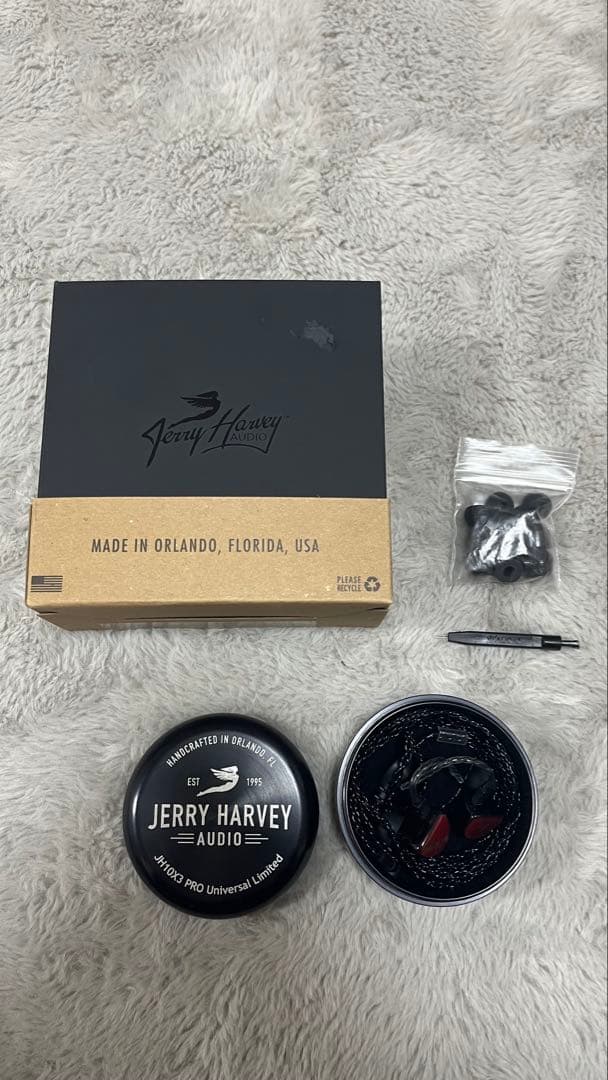 Jerry Harvey™
AUDIO
MADE IN ORLANDO, FLORIDA, USA
PLEASE
RECYCLE
HANDCRAFTED IN ORLANDO, FL
EST 1995
JERRY HARVEY
AUDIO
JH10X3 PRO Universal Limited